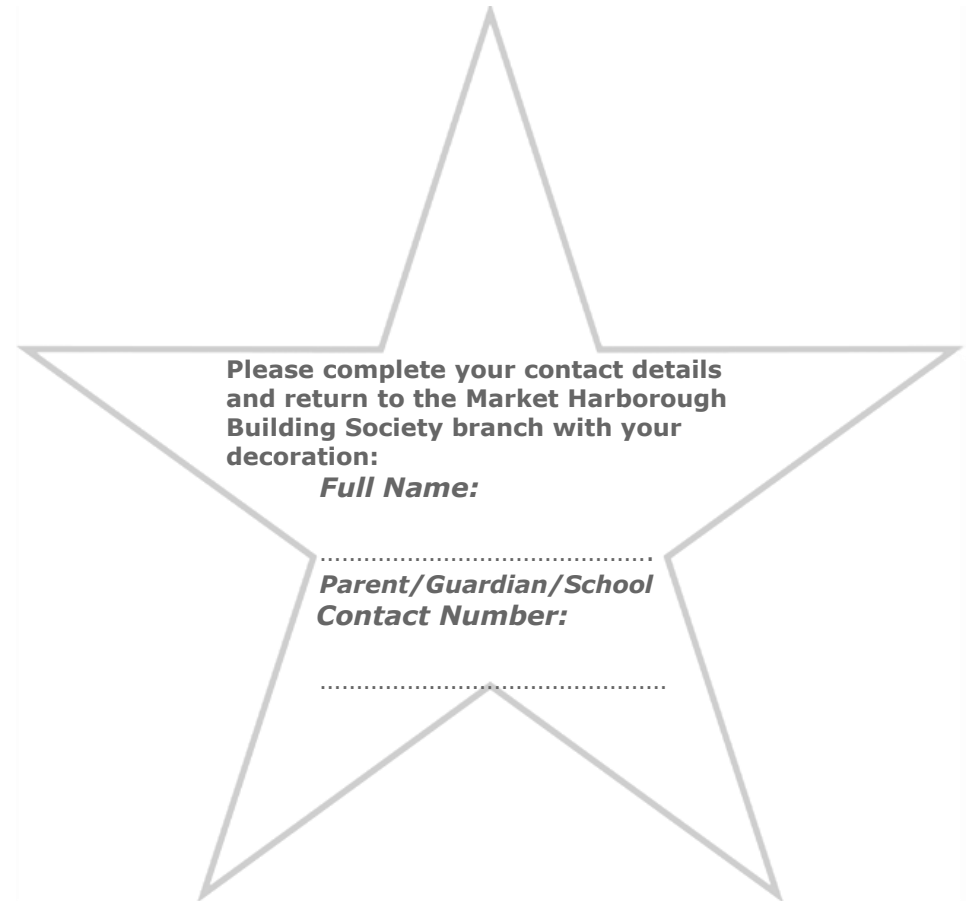 Please complete your contact details
and return to the Market Harborough
Building Society branch with your
decoration:
Full Name:
..............................................
Parent/Guardian/School
Contact Number:
................................................